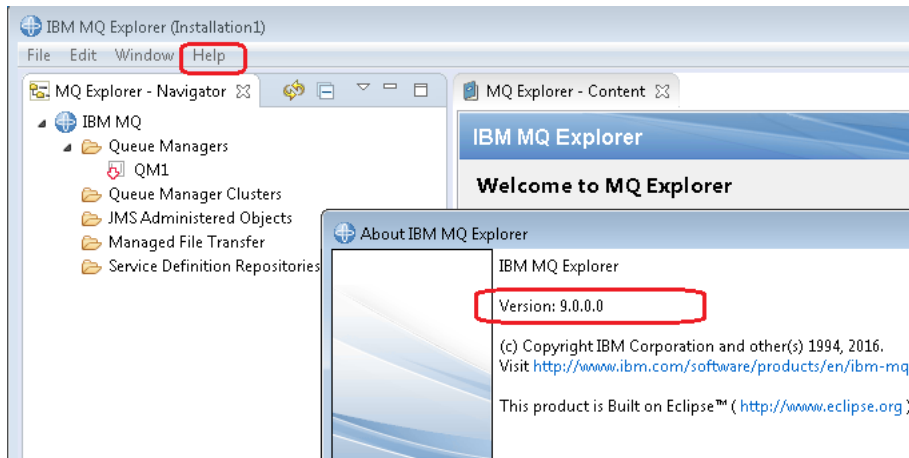 IBM MQ Explorer (Installation1)
File Edit Window Help
MQ Explorer - Navigator
MQ Explorer - Content
IBM MQ
Queue Managers
QM1
Queue Manager Clusters
JMS Administered Objects
Managed File Transfer
Service Definition Repositories
IBM MQ Explorer
Welcome to MQ Explorer
About IBM MQ Explorer
IBM MQ Explorer
Version: 9.0.0.0
(c) Copyright IBM Corporation and other(s) 1994, 2016.
Visit http://www.ibm.com/software/products/en/ibm-mq
This product is Built on Eclipse™ ( http://www.eclipse.org )